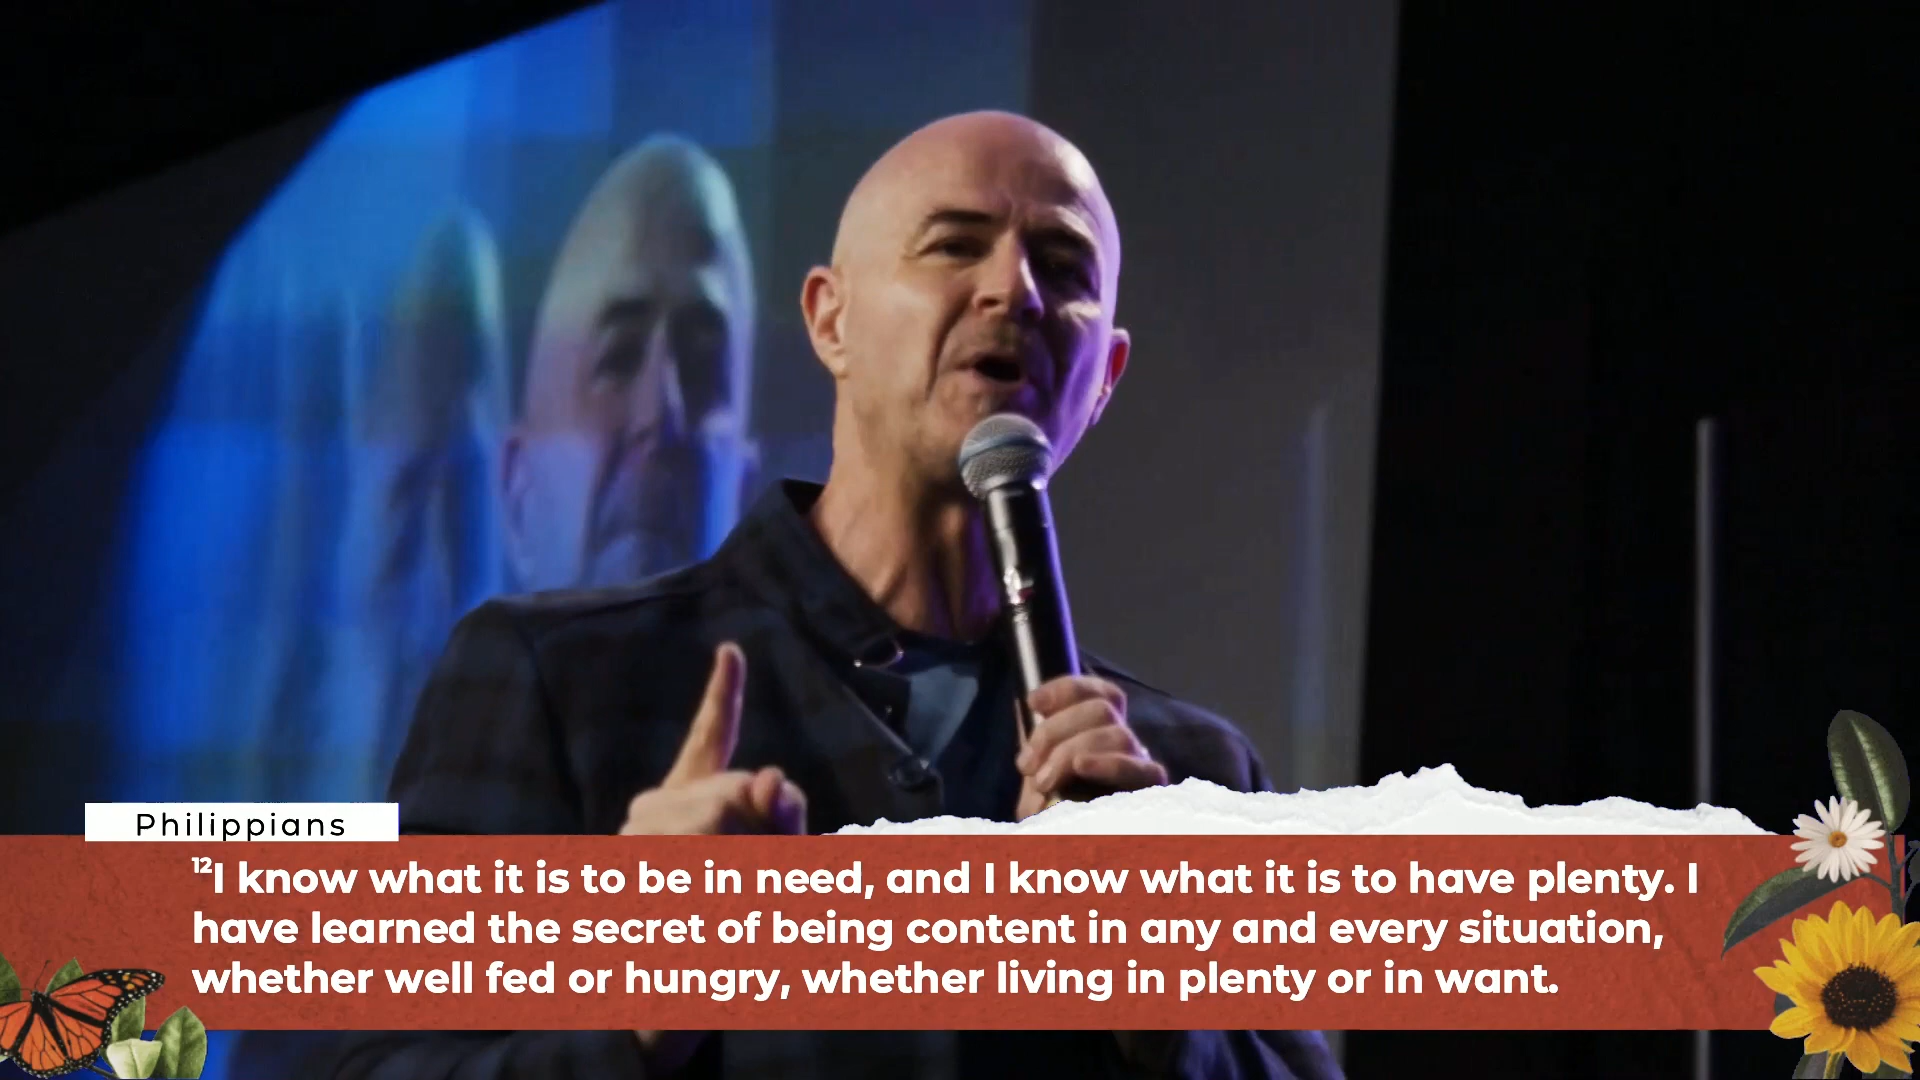 Philippians
¹²I know what it is to be in need, and I know what it is to have plenty. I
have learned the secret of being content in any and every situation,
whether well fed or hungry, whether living in plenty or in want.